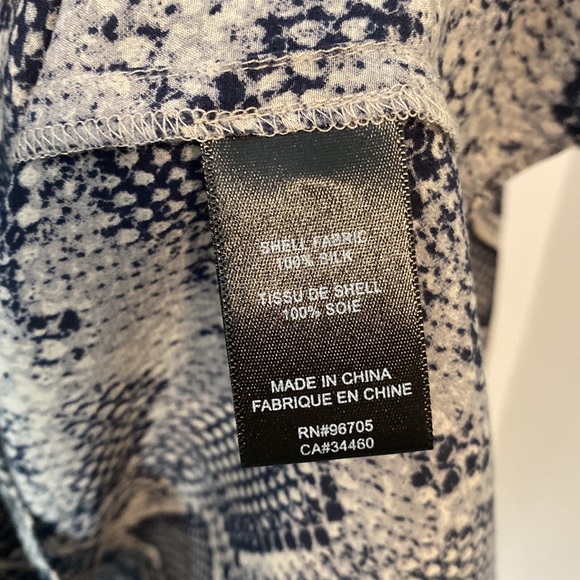 SHELL FABRIC
100% SILK
TISSU DE SHELL
100% SOIE
MADE IN CHINA
FABRIQUE EN CHINE
RN#96705
CA#34460